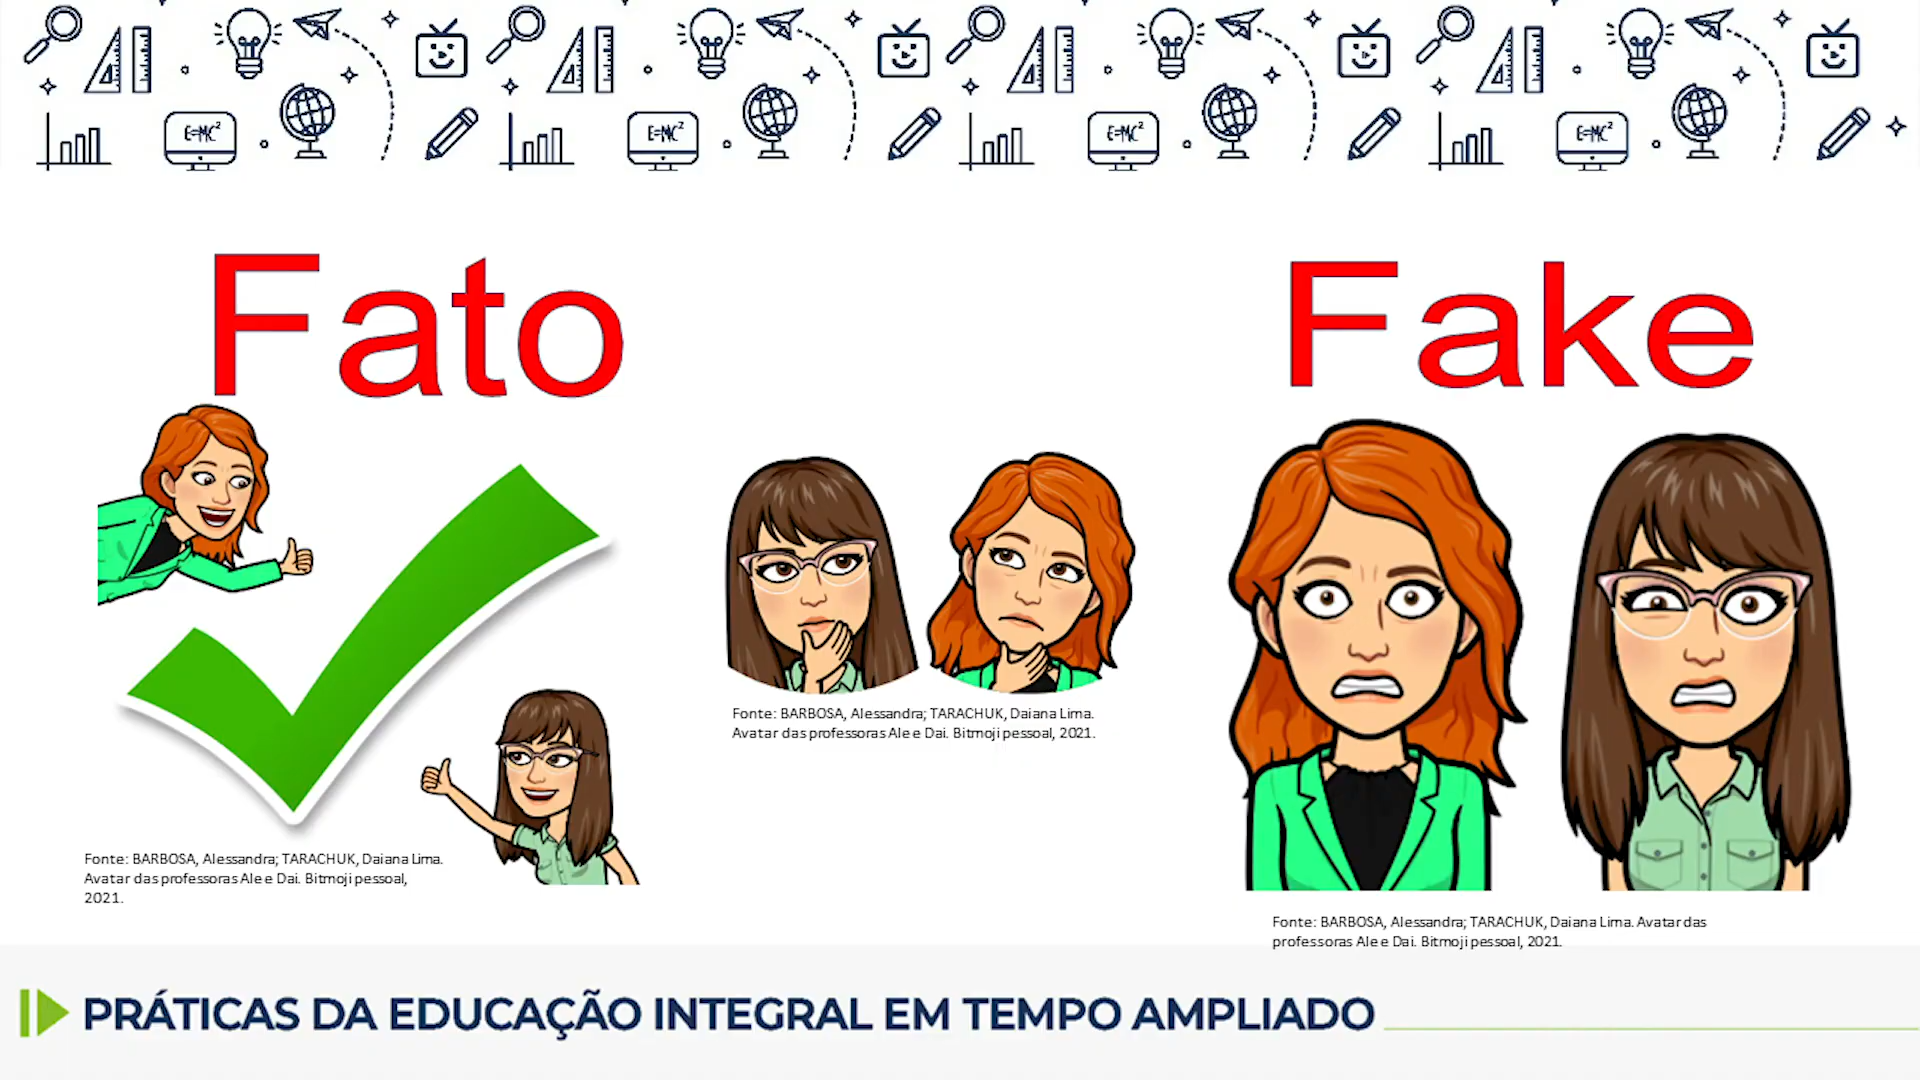 E=MC²
E=MC²
E=MC²
E=MC²
Fato
Fake
Fonte: BARBOSA, Alessandra; TARACHUK, Daiana Lima.
Avatar das professoras Ale e Dai. Bitmoji pessoal, 2021.
Fonte: BARBOSA, Alessandra; TARACHUK, Daiana Lima.
Avatar das professoras Ale e Dai. Bitmoji pessoal,
2021.
Fonte: BARBOSA, Alessandra; TARACHUK, Daiana Lima. Avatar das
professoras Ale e Dai. Bitmoji pessoal, 2021.
PRÁTICAS DA EDUCAÇÃO INTEGRAL EM TEMPO AMPLIADO